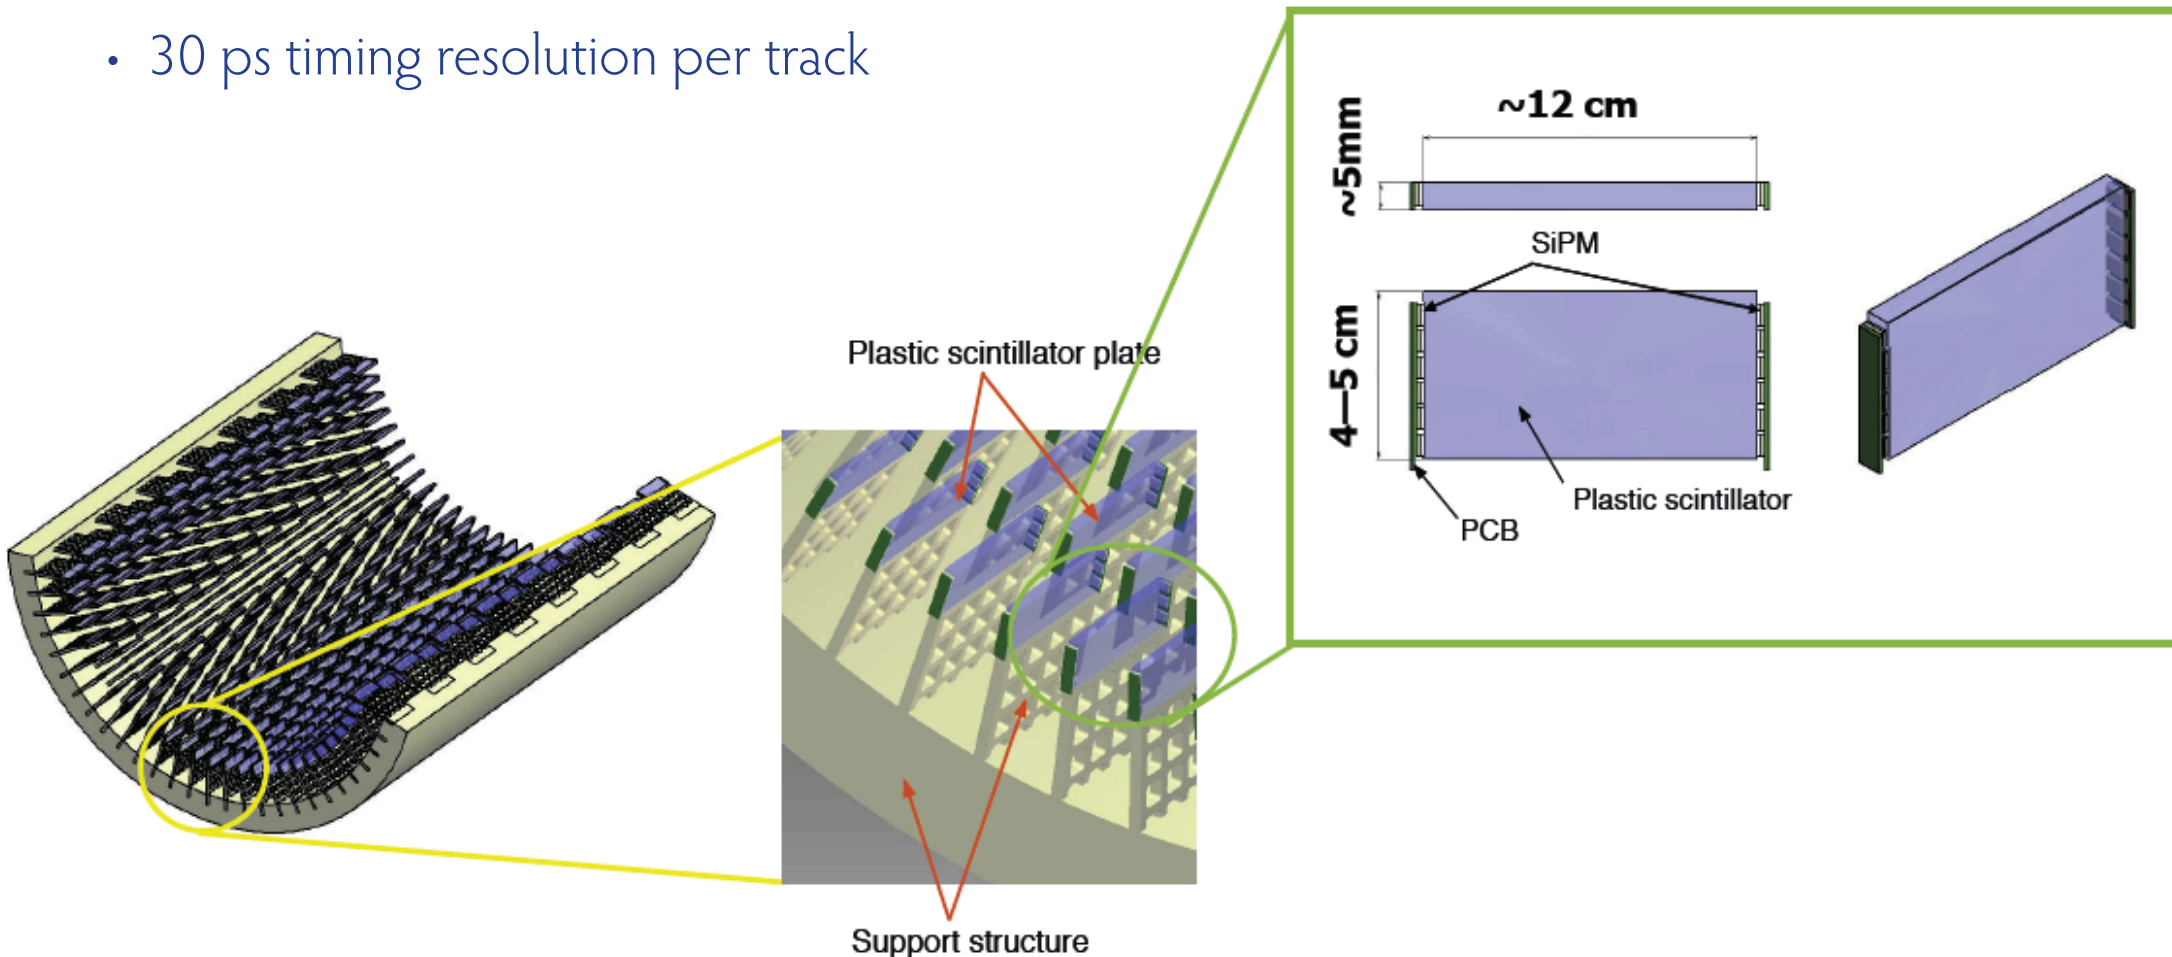 • 30 ps timing resolution per track
~12 cm
~5mm
SiPM
4—5 cm
Plastic scintillator plate
Plastic scintillator
PCB
Support structure